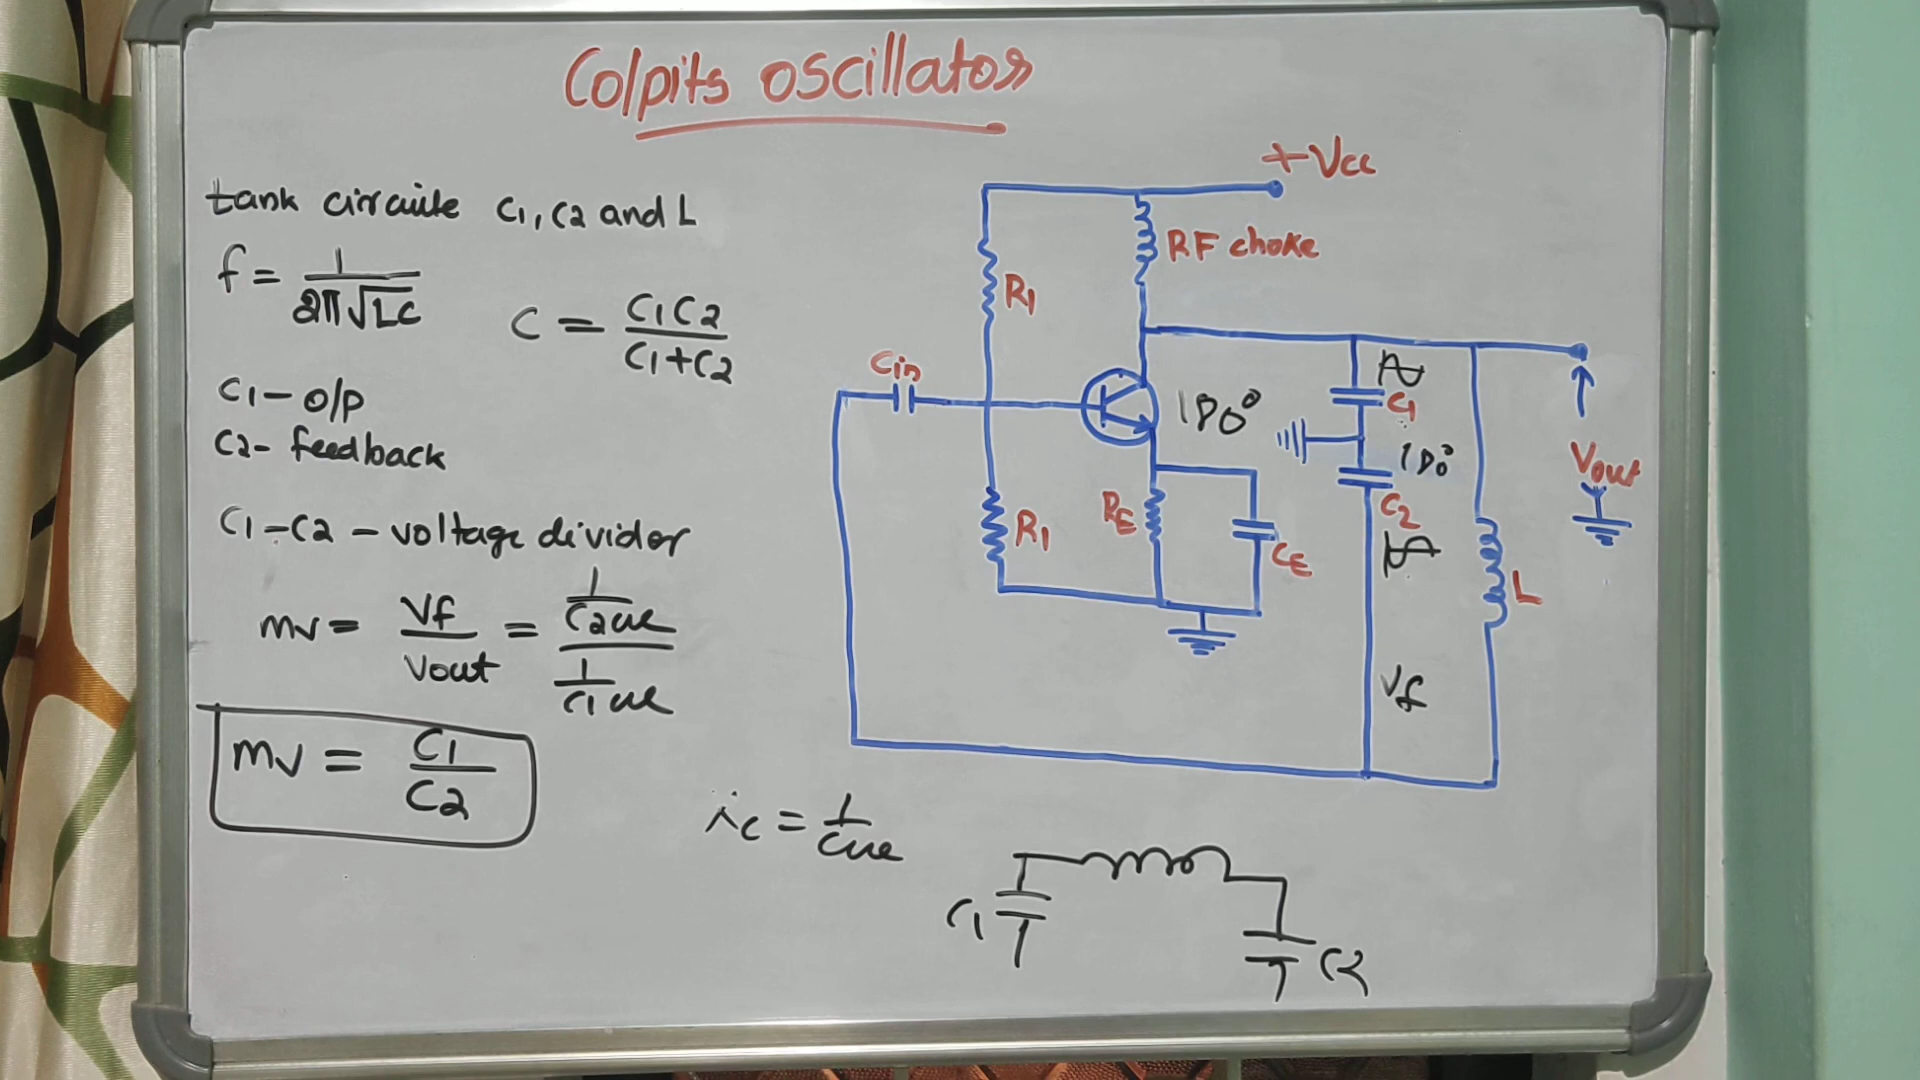 Colpits oscillator
tank circuite C1, C2 and L
f = 1 / 2π√LC
C = C1C2 / C1+C2
C1 - o/p
C2 - feedback
C1 - C2 - voltage divider
mv = Vf / Vout = 1/C2ω / 1/C1ω
mv = C1 / C2
ic = 1 / Cω
+Vcc
RF choke
R1
Cin
180°
C1
180°
Vout
R1
RE
CE
C2
L
Vf
C1
C2